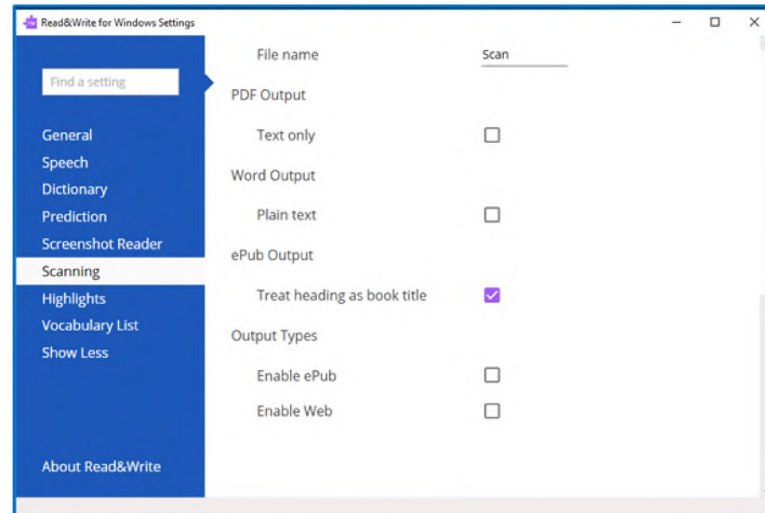 Read&Write for Windows Settings
Find a setting
General
Speech
Dictionary
Prediction
Screenshot Reader
Scanning
Highlights
Vocabulary List
Show Less
About Read&Write
File name Scan
PDF Output
Text only
Word Output
Plain text
ePub Output
Treat heading as book title
Output Types
Enable ePub
Enable Web